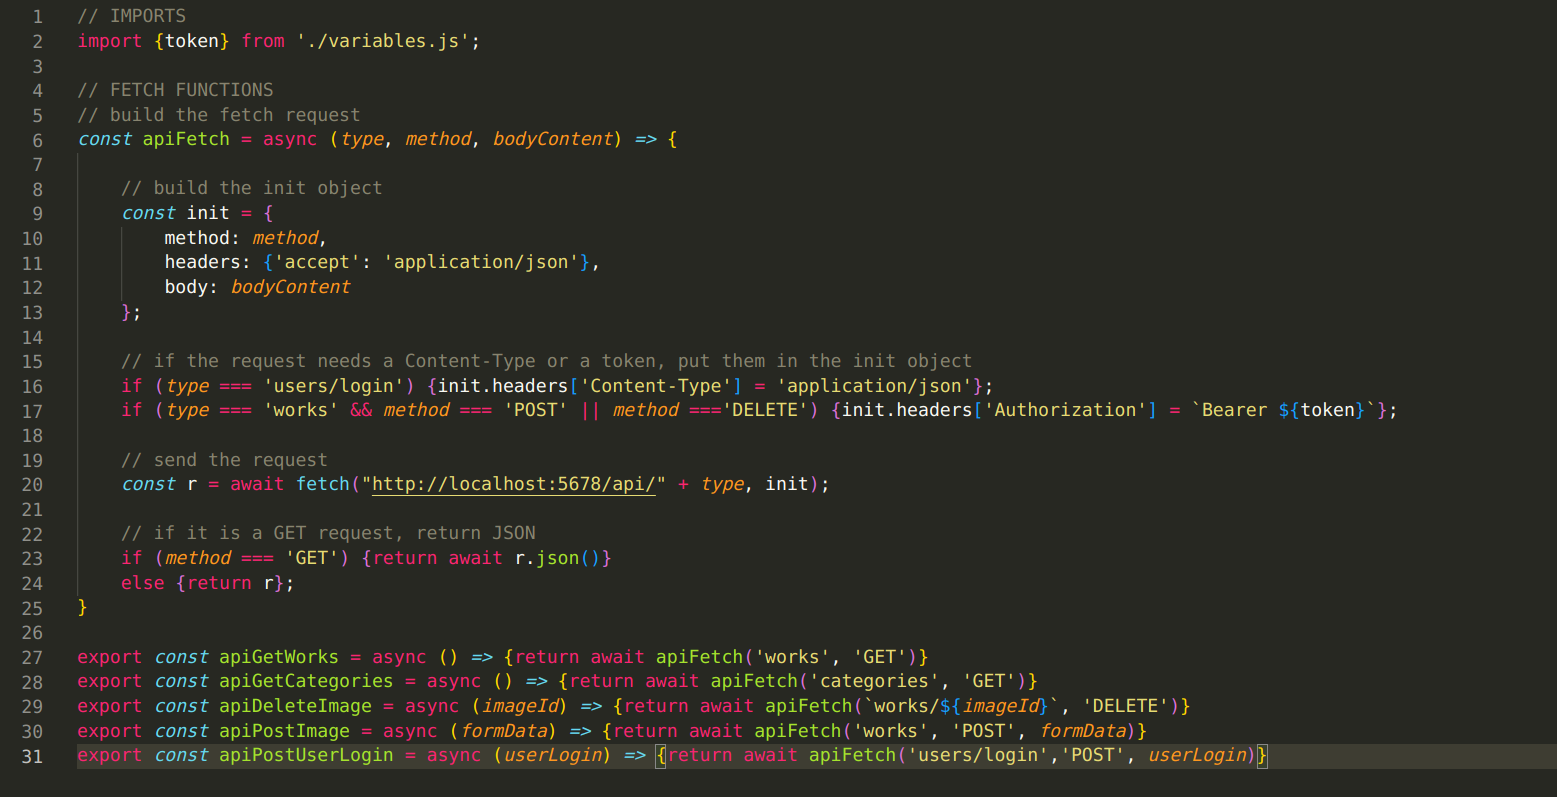 1 // IMPORTS
2 import {token} from './variables.js';
3
4 // FETCH FUNCTIONS
5 // build the fetch request
6 const apiFetch = async (type, method, bodyContent) => {
7
8     // build the init object
9     const init = {
10         method: method,
11         headers: {'accept': 'application/json'},
12         body: bodyContent
13     };
14
15     // if the request needs a Content-Type or a token, put them in the init object
16     if (type === 'users/login') {init.headers['Content-Type'] = 'application/json'};
17     if (type === 'works' && method === 'POST' || method ==='DELETE') {init.headers['Authorization'] = `Bearer ${token}`};
18
19     // send the request
20     const r = await fetch("http://localhost:5678/api/" + type, init);
21
22     // if it is a GET request, return JSON
23     if (method === 'GET') {return await r.json()}
24     else {return r};
25 }
26
27 export const apiGetWorks = async () => {return await apiFetch('works', 'GET')}
28 export const apiGetCategories = async () => {return await apiFetch('categories', 'GET')}
29 export const apiDeleteImage = async (imageId) => {return await apiFetch(`works/${imageId}`, 'DELETE')}
30 export const apiPostImage = async (formData) => {return await apiFetch('works', 'POST', formData)}
31 export const apiPostUserLogin = async (userLogin) => {return await apiFetch('users/login','POST', userLogin)}